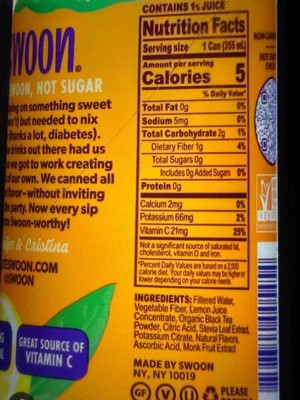 CONTAINS 1% JUICE
Nutrition Facts
Serving size 1 Can (355 mL)
Amount per serving
Calories 5
% Daily Value*
Total Fat 0g 0%
Sodium 5mg 0%
Total Carbohydrate 2g 1%
Dietary Fiber 1g 4%
Total Sugars 0g
Includes 0g Added Sugars 0%
Protein 0g
Calcium 2mg 0%
Potassium 66mg 2%
Vitamin C 21mg 25%
Not a significant source of saturated fat,
cholesterol, vitamin D and iron.
*Percent Daily Values are based on a 2,000
calorie diet. Your daily values may be higher or
lower depending on your calorie needs.
INGREDIENTS: Filtered Water,
Vegetable Fiber, Lemon Juice
Concentrate, Organic Black Tea
Powder, Citric Acid, Stevia Leaf Extract,
Potassium Citrate, Natural Flavors,
Ascorbic Acid, Monk Fruit Extract
MADE BY SWOON
NY, NY 10019
GF V U PLEASE
WOON®
WOON, NOT SUGAR
on something sweet
but needed to nix
thanks a lot, diabetes).
drinks out there had us
we got to work creating
of our own. We canned all
flavor–without inviting
party. Now every sip
Swoon-worthy!
& Cristina
SWOON.COM
SWOON
GREAT SOURCE OF
VITAMIN C